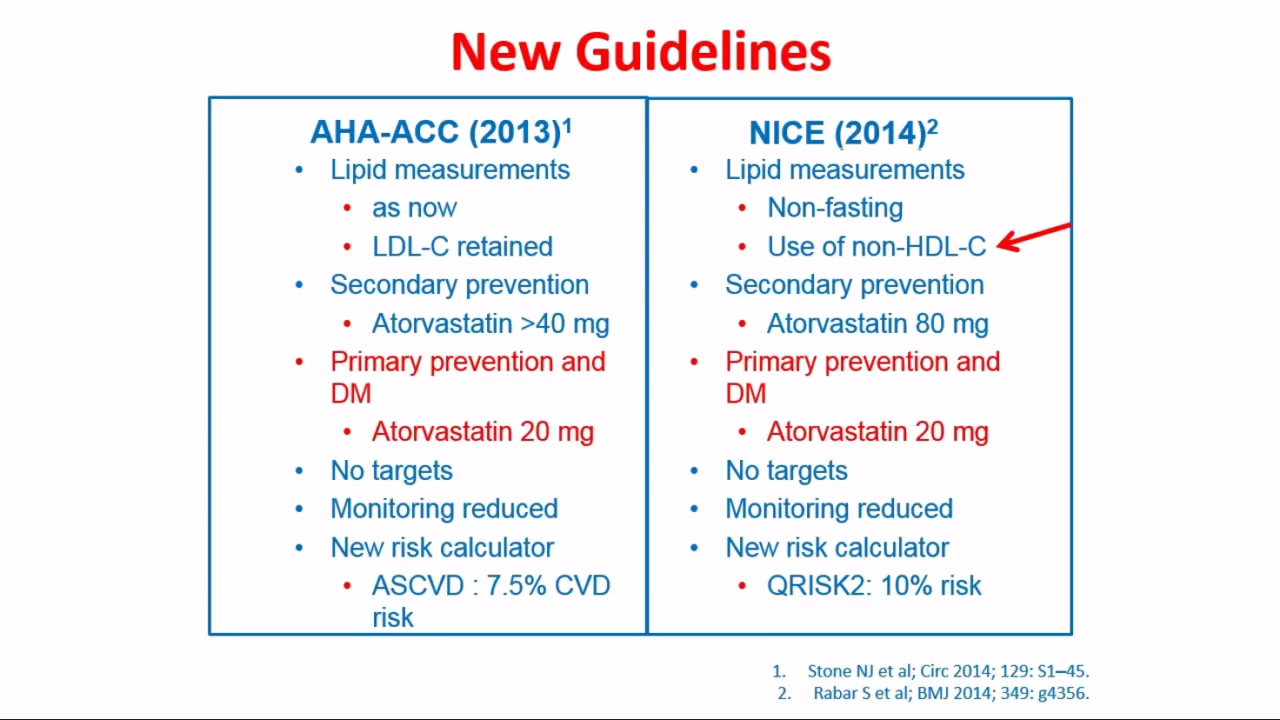 New Guidelines
AHA-ACC (2013)¹
• Lipid measurements
• as now
• LDL-C retained
• Secondary prevention
• Atorvastatin >40 mg
• Primary prevention and
DM
• Atorvastatin 20 mg
• No targets
• Monitoring reduced
• New risk calculator
• ASCVD : 7.5% CVD
risk
NICE (2014)²
• Lipid measurements
• Non-fasting
• Use of non-HDL-C
• Secondary prevention
• Atorvastatin 80 mg
• Primary prevention and
DM
• Atorvastatin 20 mg
• No targets
• Monitoring reduced
• New risk calculator
• QRISK2: 10% risk
1. Stone NJ et al; Circ 2014; 129: S1–45.
2. Rabar S et al; BMJ 2014; 349: g4356.